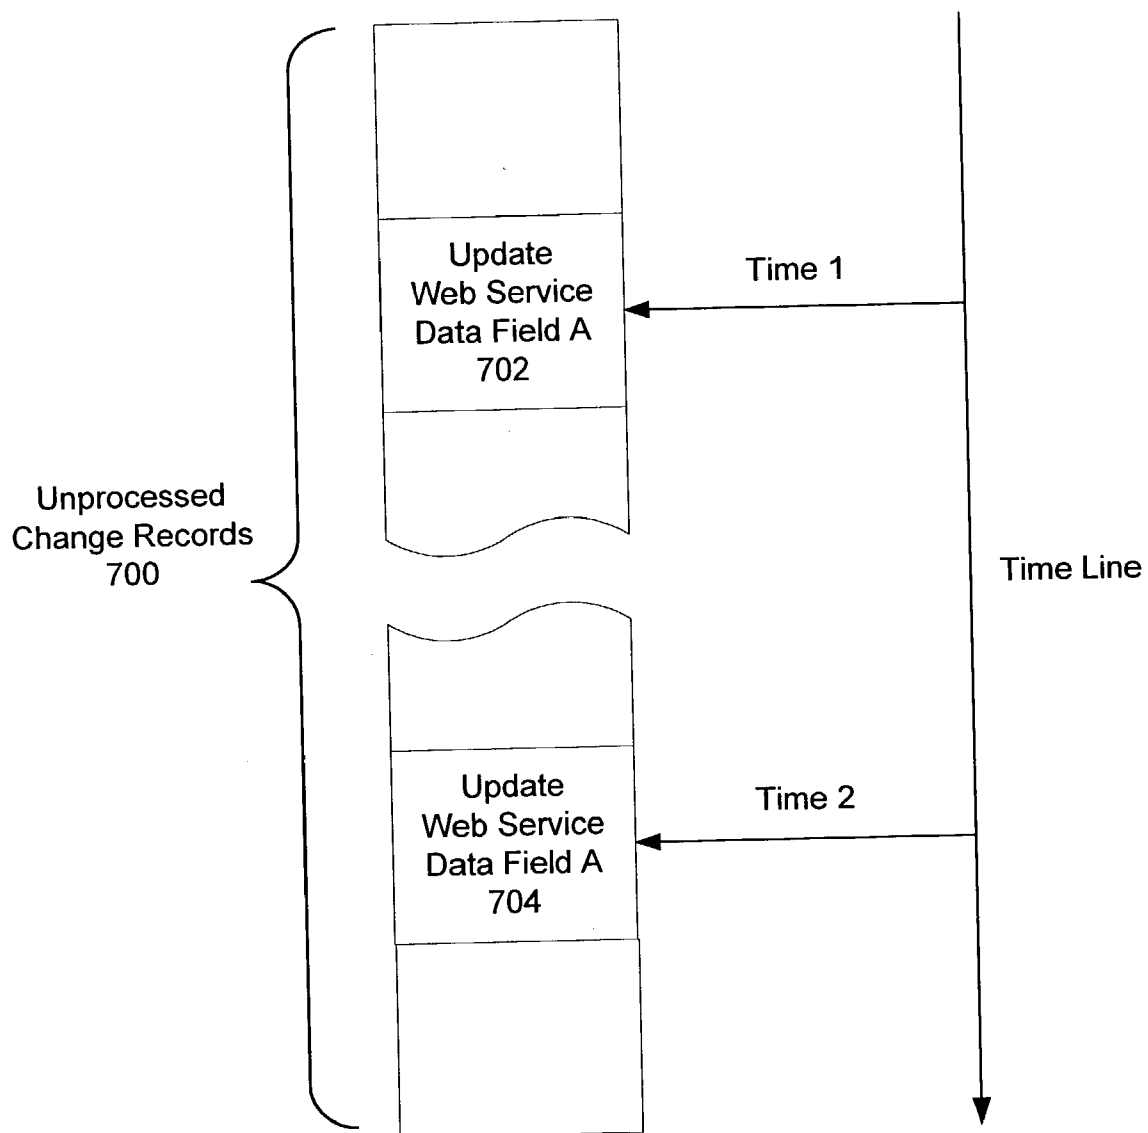 Update
Web Service
Data Field A
702
Time 1
Unprocessed
Change Records
700
Time Line
Update
Web Service
Data Field A
704
Time 2